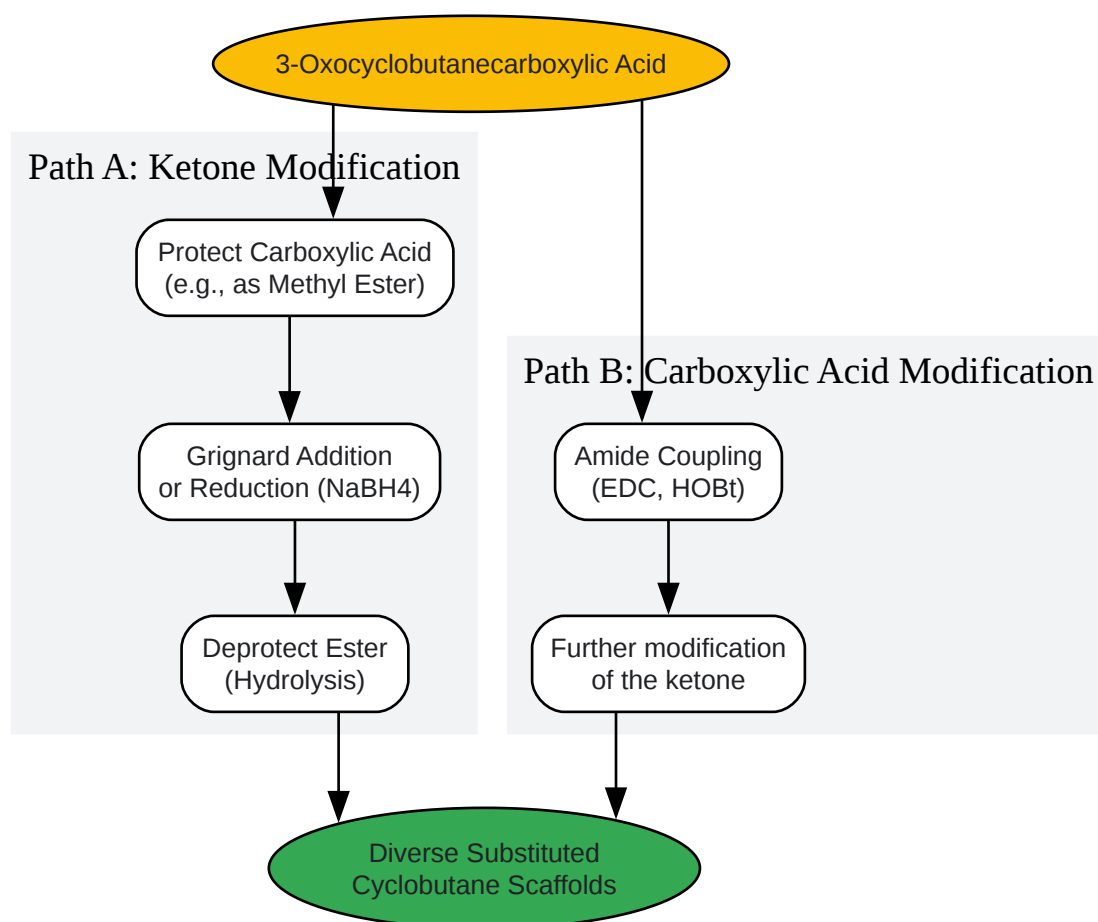 3-Oxocyclobutanecarboxylic Acid
Path A: Ketone Modification
Protect Carboxylic Acid
(e.g., as Methyl Ester)
Grignard Addition
or Reduction (NaBH4)
Deprotect Ester
(Hydrolysis)
Path B: Carboxylic Acid Modification
Amide Coupling
(EDC, HOBt)
Further modification
of the ketone
Diverse Substituted
Cyclobutane Scaffolds